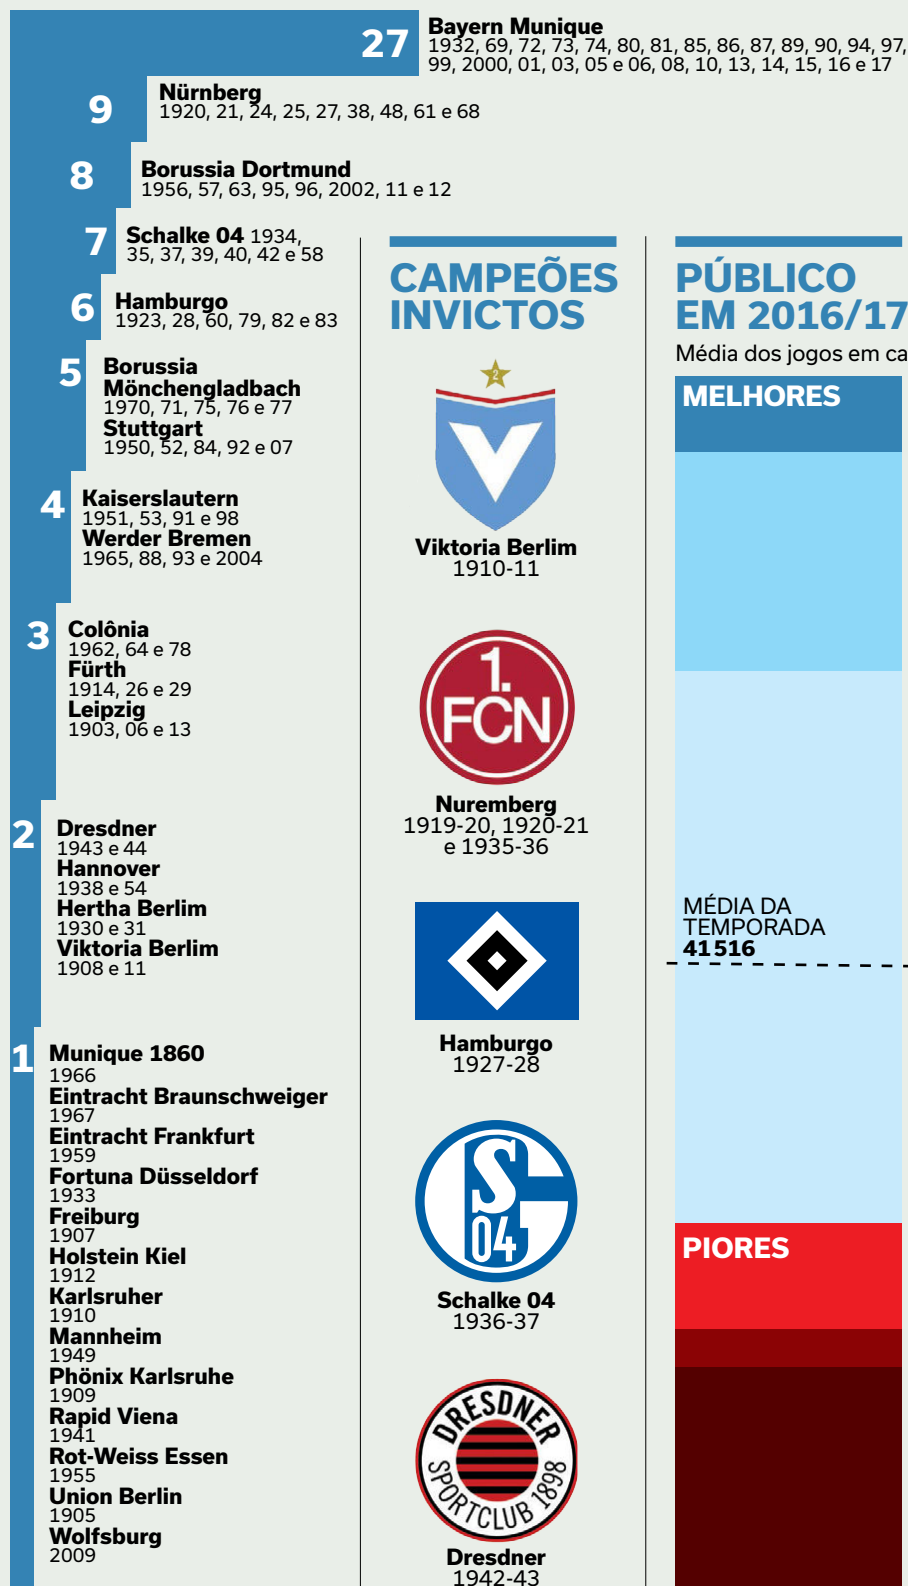 27
Bayern Munique
1932, 69, 72, 73, 74, 80, 81, 85, 86, 87, 89, 90, 94, 97,
99, 2000, 01, 03, 05 e 06, 08, 10, 13, 14, 15, 16 e 17
9
Nürnberg
1920, 21, 24, 25, 27, 38, 48, 61 e 68
8
Borussia Dortmund
1956, 57, 63, 95, 96, 2002, 11 e 12
7
Schalke 04 1934,
35, 37, 39, 40, 42 e 58
6
Hamburgo
1923, 28, 60, 79, 82 e 83
5
Borussia
Mönchengladbach
1970, 71, 75, 76 e 77
Stuttgart
1950, 52, 84, 92 e 07
4
Kaiserslautern
1951, 53, 91 e 98
Werder Bremen
1965, 88, 93 e 2004
3
Colônia
1962, 64 e 78
Fürth
1914, 26 e 29
Leipzig
1903, 06 e 13
2
Dresdner
1943 e 44
Hannover
1938 e 54
Hertha Berlim
1930 e 31
Viktoria Berlim
1908 e 11
1
Munique 1860
1966
Eintracht Braunschweiger
1967
Eintracht Frankfurt
1959
Fortuna Düsseldorf
1933
Freiburg
1907
Holstein Kiel
1912
Karlsruher
1910
Mannheim
1949
Phönix Karlsruhe
1909
Rapid Viena
1941
Rot-Weiss Essen
1955
Union Berlin
1905
Wolfsburg
2009
CAMPEÕES
INVICTOS
2
V
Viktoria Berlim
1910-11
1.
FCN
Nuremberg
1919-20, 1920-21
e 1935-36
Hamburgo
1927-28
S
04
Schalke 04
1936-37
DRESDNER
SPORTCLUB 1898
Dresdner
1942-43
PÚBLICO
EM 2016/17
Média dos jogos em ca
MELHORES
MÉDIA DA
TEMPORADA
41 516
PIORES